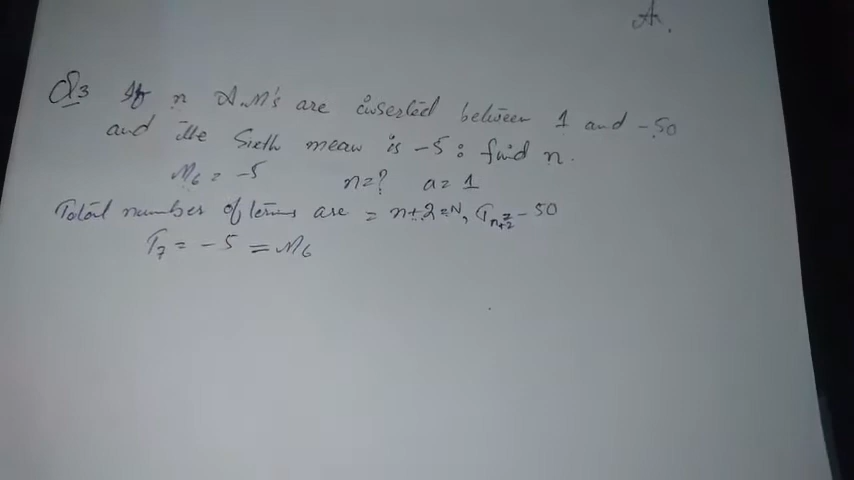 A.
Q3 If n A.M's are inserted between 1 and -50
and the Sixth mean is -5: find n.
M6 = -5 n=? a= 1
Total number of terms are = n+2=N, Tn+2=-50
T7 = -5 = M6